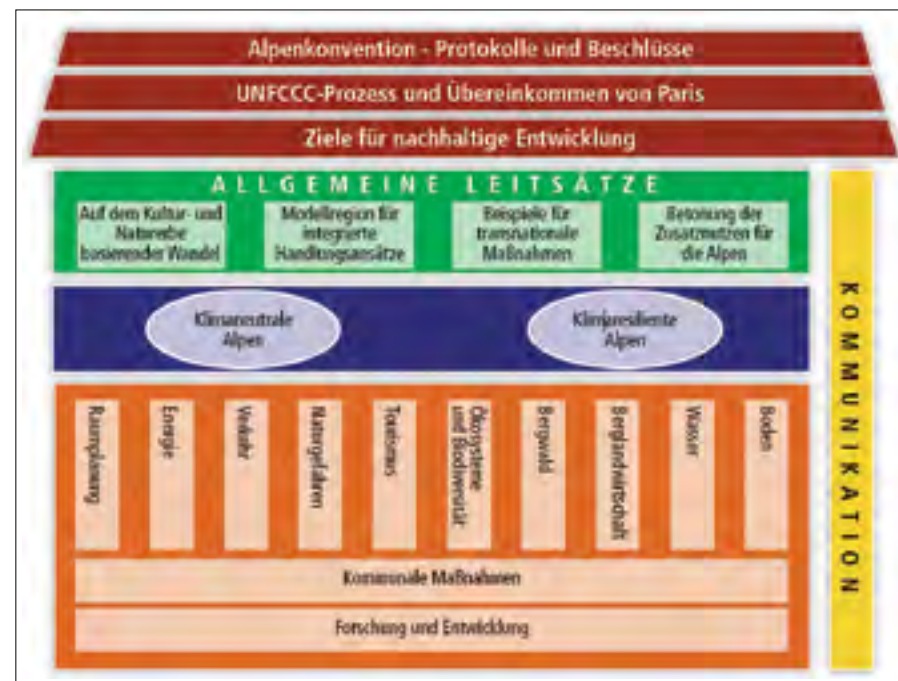 Alpenkonvention - Protokolle und Beschlüsse
UNFCCC-Prozess und Übereinkommen von Paris
Ziele für nachhaltige Entwicklung
ALLGEMEINE LEITSÄTZE
Auf dem Kultur- und
Naturerbe
basierender Wandel
Modellregion für
integrierte
Handlungsansätze
Beispiele für
transnationale
Maßnahmen
Betonung der
Zusatznutzen für
die Alpen
Klimaneutrale
Alpen
Klimaresiliente
Alpen
Raumplanung
Energie
Verkehr
Naturgefahren
Tourismus
Ökosysteme
und Biodiversität
Bergwald
Berglandwirtschaft
Wasser
Boden
Kommunale Maßnahmen
Forschung und Entwicklung
KOMMUNIKATION